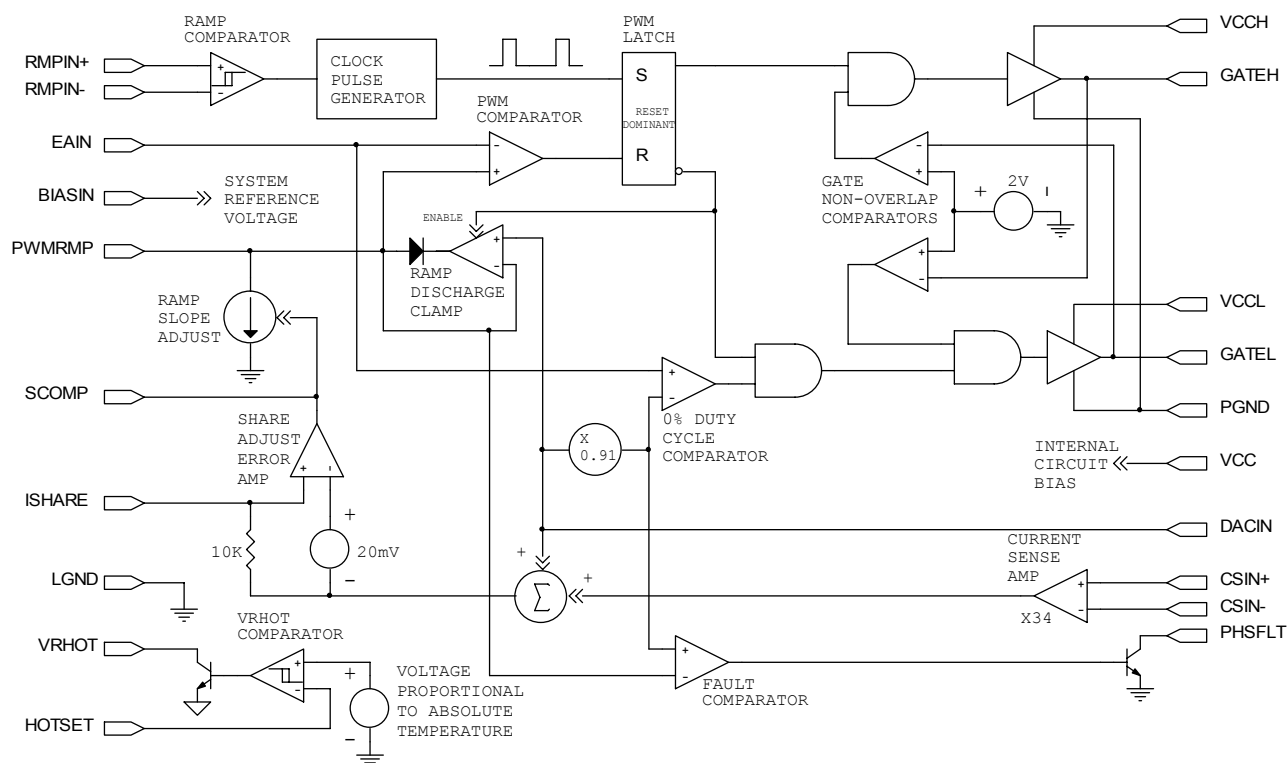 RAMP
COMPARATOR
PWM
LATCH
VCCH
RMPIN+
RMPIN-
+
-
CLOCK
PULSE
GENERATOR
S
RESET
DOMINANT
R
GATEH
PWM
COMPARATOR
EAIN
-
+
-
+
BIASIN
SYSTEM
REFERENCE
VOLTAGE
GATE
NON-OVERLAP
COMPARATORS
+
2V
-
ENABLE
PWMRMP
+
-
+
-
RAMP
DISCHARGE
CLAMP
RAMP
SLOPE
ADJUST
VCCL
GATEL
SCOMP
+
-
PGND
SHARE
ADJUST
ERROR
AMP
+
-
0% DUTY
CYCLE
COMPARATOR
X
0.91
INTERNAL
CIRCUIT
BIAS
VCC
ISHARE
+
20mV
-
10K
DACIN
CURRENT
SENSE
AMP
+
+
Σ
LGND
+
-
X34
CSIN+
CSIN-
VRHOT
COMPARATOR
VRHOT
PHSFLT
+
-
+
-
VOLTAGE
PROPORTIONAL
TO ABSOLUTE
TEMPERATURE
+
-
FAULT
COMPARATOR
HOTSET